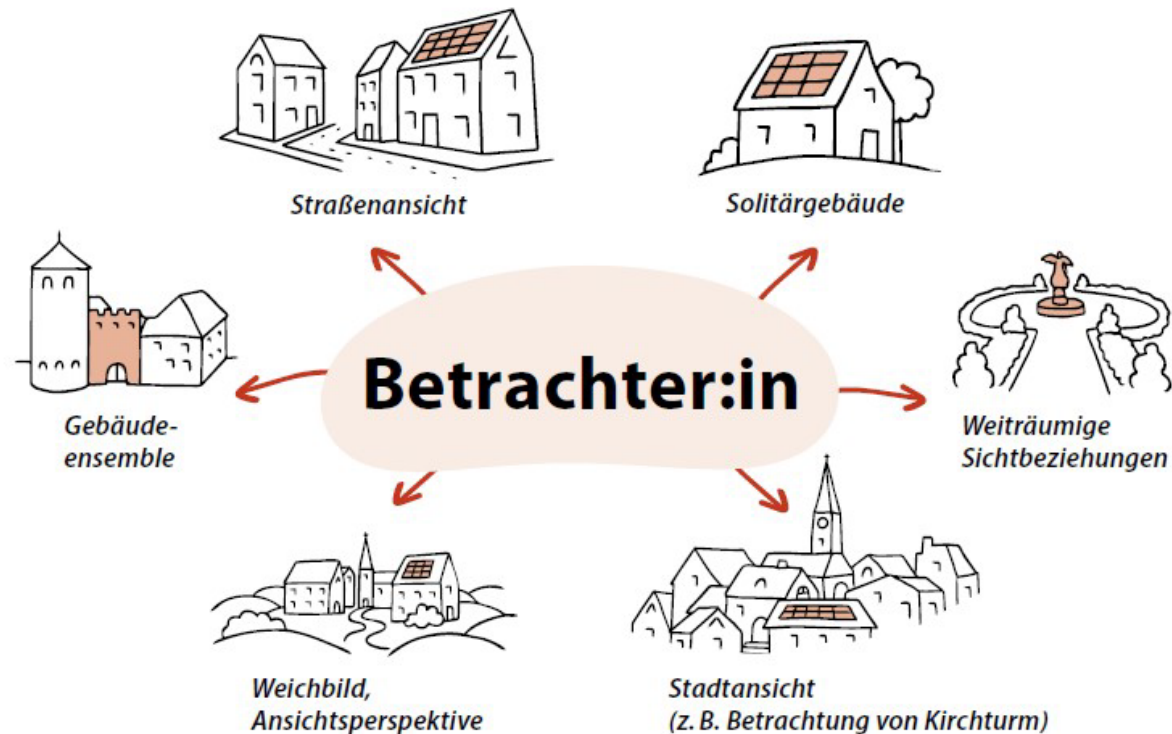 Straßenansicht
Solitärgebäude
Betrachter:in
Gebäude-
ensemble
Weiträumige
Sichtbeziehungen
Weichbild,
Ansichtsperspektive
Stadtansicht
(z. B. Betrachtung von Kirchturm)